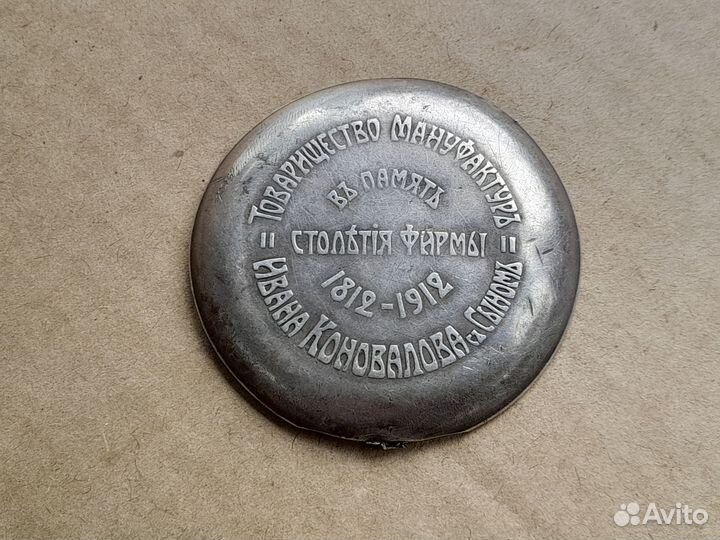 Товарищество Мануфактуръ
въ память
столѣтія фирмы
1812-1912
Ивана Коновалова съ Сыномъ
Avito